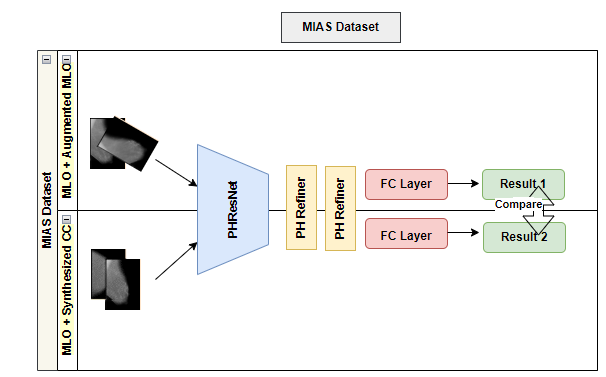 MIAS Dataset
MIAS Dataset
MLO + Augmented MLO
MLO + Synthesized CC
PHResNet
PH Refiner
PH Refiner
FC Layer
FC Layer
Result 1
Compare
Result 2